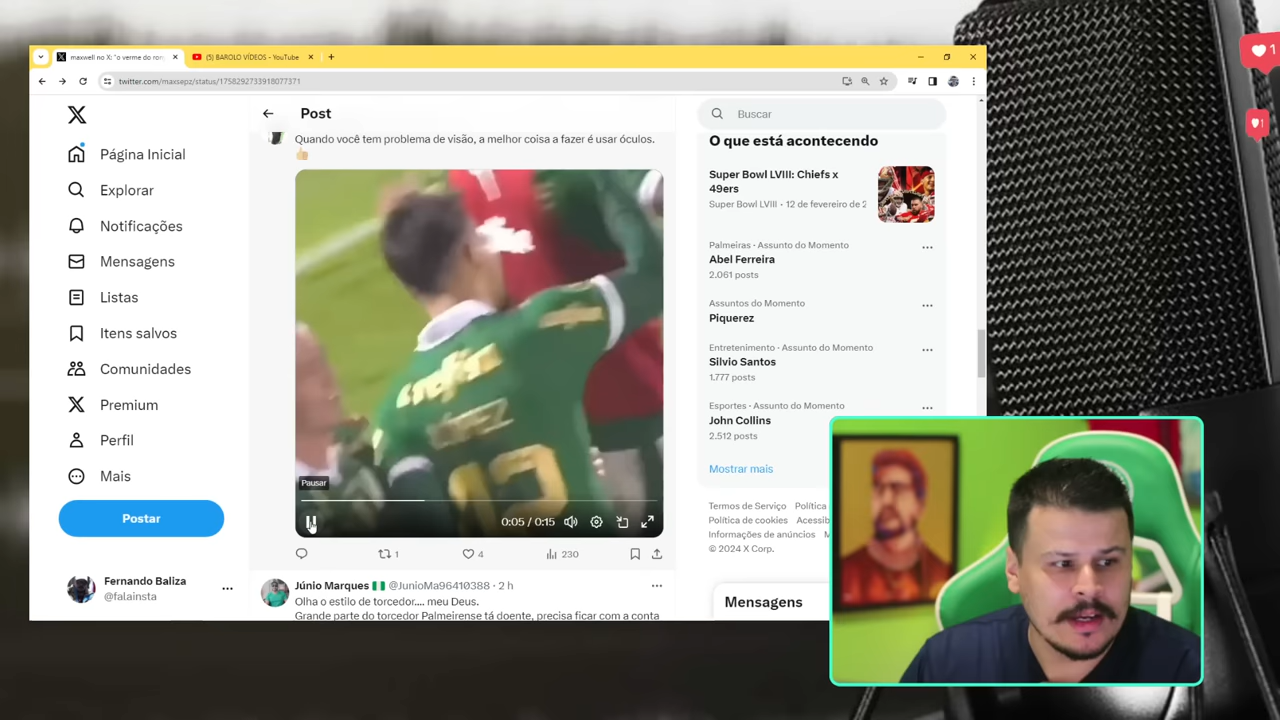 maxwell no X: "o verme do ron
(5) BAROLO VÍDEOS - YouTube
twitter.com/maxsepz/status/1758292733918077371
Página Inicial
Explorar
Notificações
Mensagens
Listas
Itens salvos
Comunidades
Premium
Perfil
Mais
Postar
Fernando Baliza
@falainsta
Post
Quando você tem problema de visão, a melhor coisa a fazer é usar óculos.
Crefisa
Pausar
0:05 / 0:15
1
4
230
Júnio Marques @JunioMa96410388 · 2 h
Olha o estilo de torcedor.... meu Deus.
Grande parte do torcedor Palmeirense tá doente, precisa ficar com a conta
Buscar
O que está acontecendo
Super Bowl LVIII: Chiefs x
49ers
Super Bowl LVIII · 12 de fevereiro de 2
Palmeiras · Assunto do Momento
Abel Ferreira
2.061 posts
Assuntos do Momento
Piquerez
Entretenimento · Assunto do Momento
Silvio Santos
1.777 posts
Esportes · Assunto do Momento
John Collins
2.512 posts
Mostrar mais
Termos de Serviço Política
Política de cookies Acessib
Informações de anúncios M
© 2024 X Corp.
Mensagens
1
1